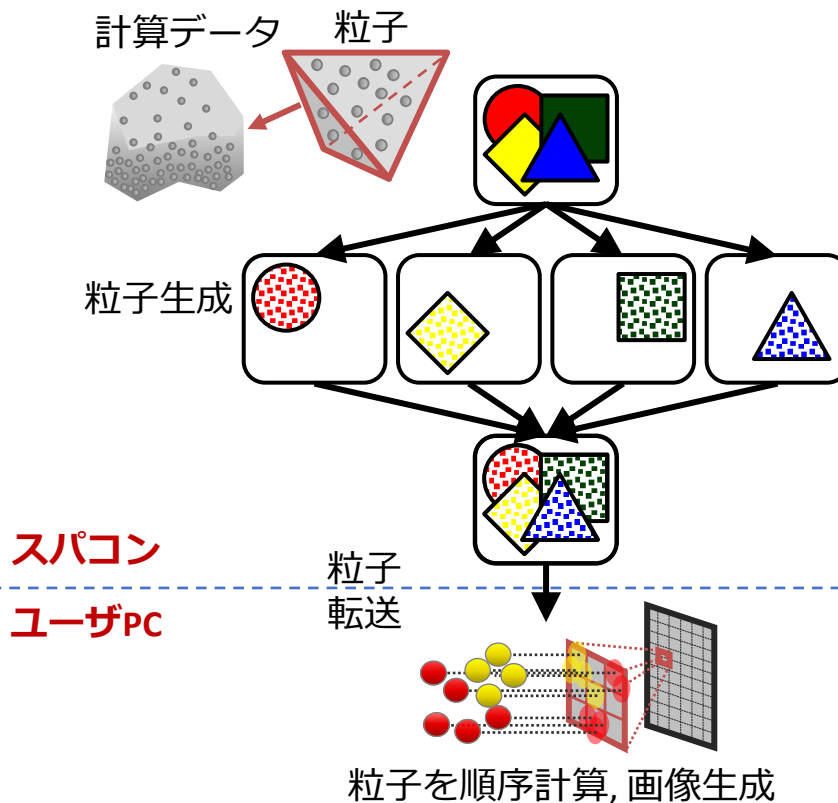 計算データ
粒子
粒子生成
スパコン
粒子
転送
ユーザPC
粒子を順序計算, 画像生成